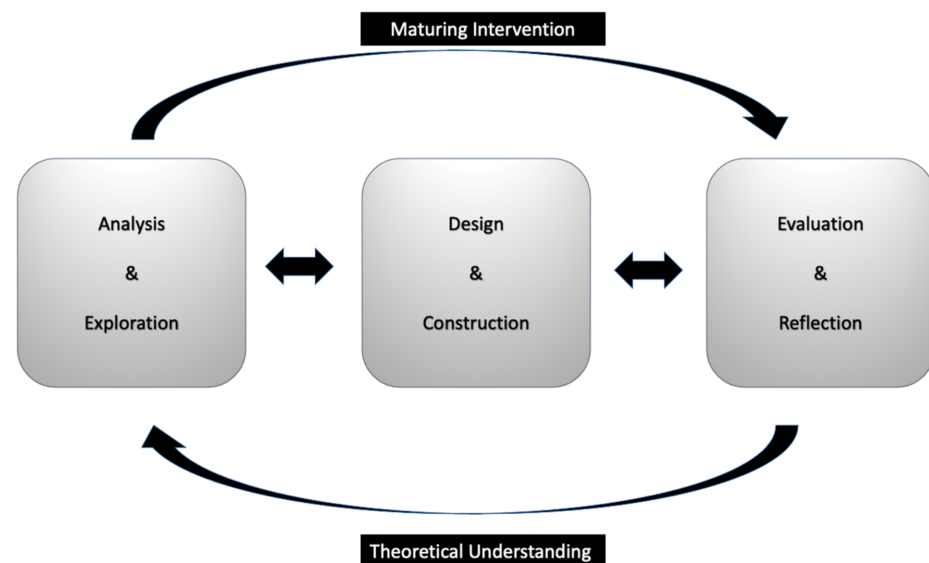 Maturing Intervention
Analysis
&
Exploration
Design
&
Construction
Evaluation
&
Reflection
Theoretical Understanding